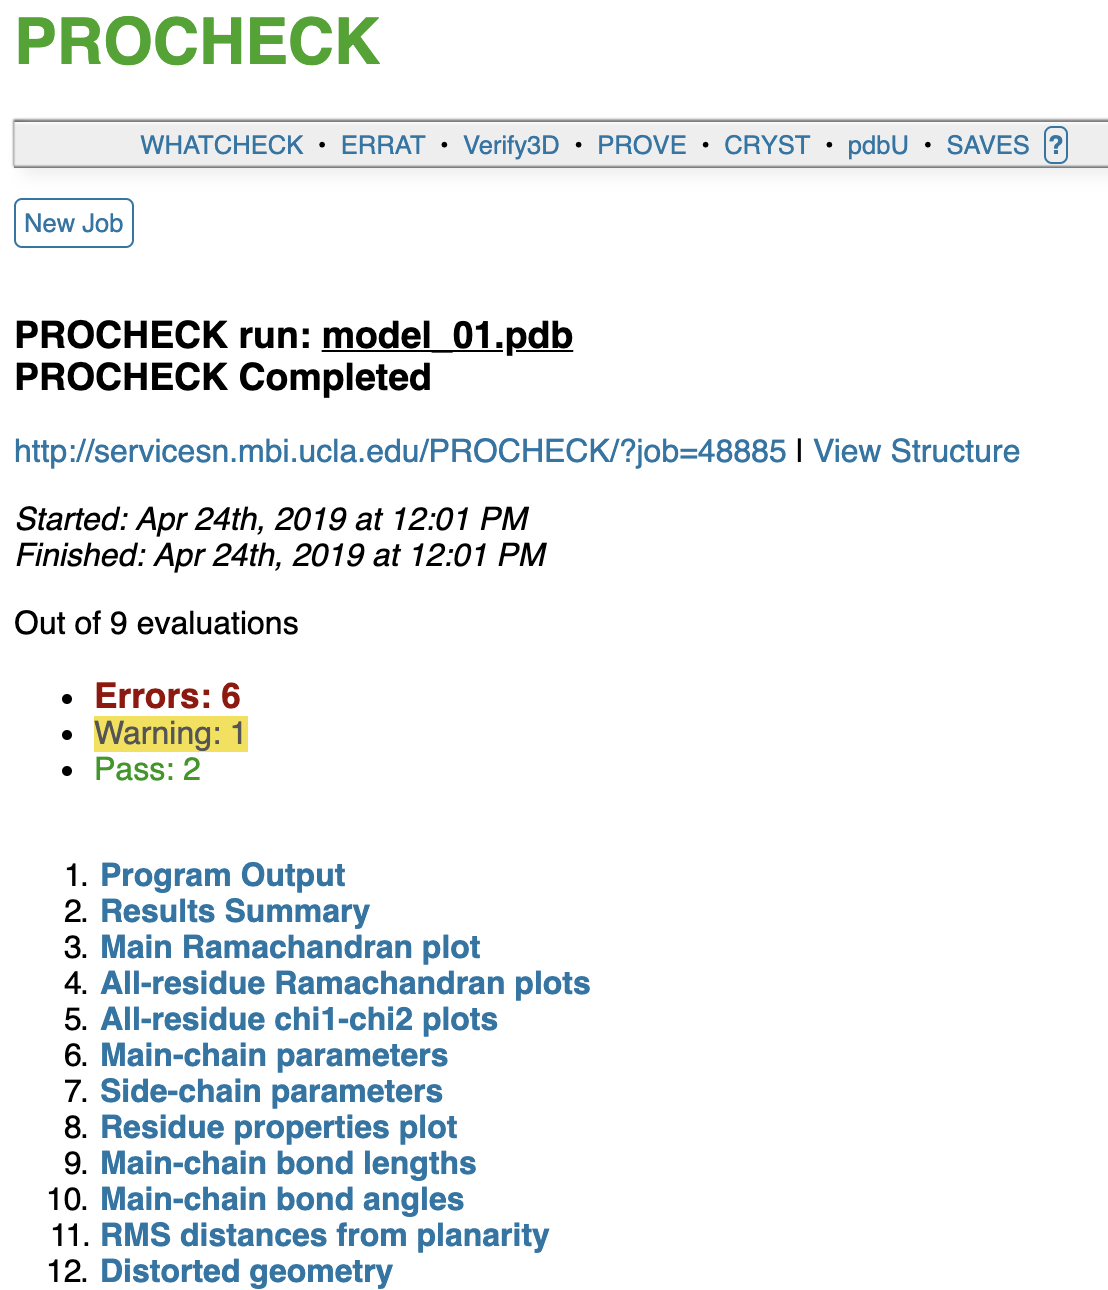 PROCHECK
WHATCHECK • ERRAT • Verify3D • PROVE • CRYST • pdbU • SAVES ?
New Job
PROCHECK run: model_01.pdb
PROCHECK Completed
http://servicesn.mbi.ucla.edu/PROCHECK/?job=48885 | View Structure
Started: Apr 24th, 2019 at 12:01 PM
Finished: Apr 24th, 2019 at 12:01 PM
Out of 9 evaluations
• Errors: 6
• Warning: 1
• Pass: 2
1. Program Output
2. Results Summary
3. Main Ramachandran plot
4. All-residue Ramachandran plots
5. All-residue chi1-chi2 plots
6. Main-chain parameters
7. Side-chain parameters
8. Residue properties plot
9. Main-chain bond lengths
10. Main-chain bond angles
11. RMS distances from planarity
12. Distorted geometry